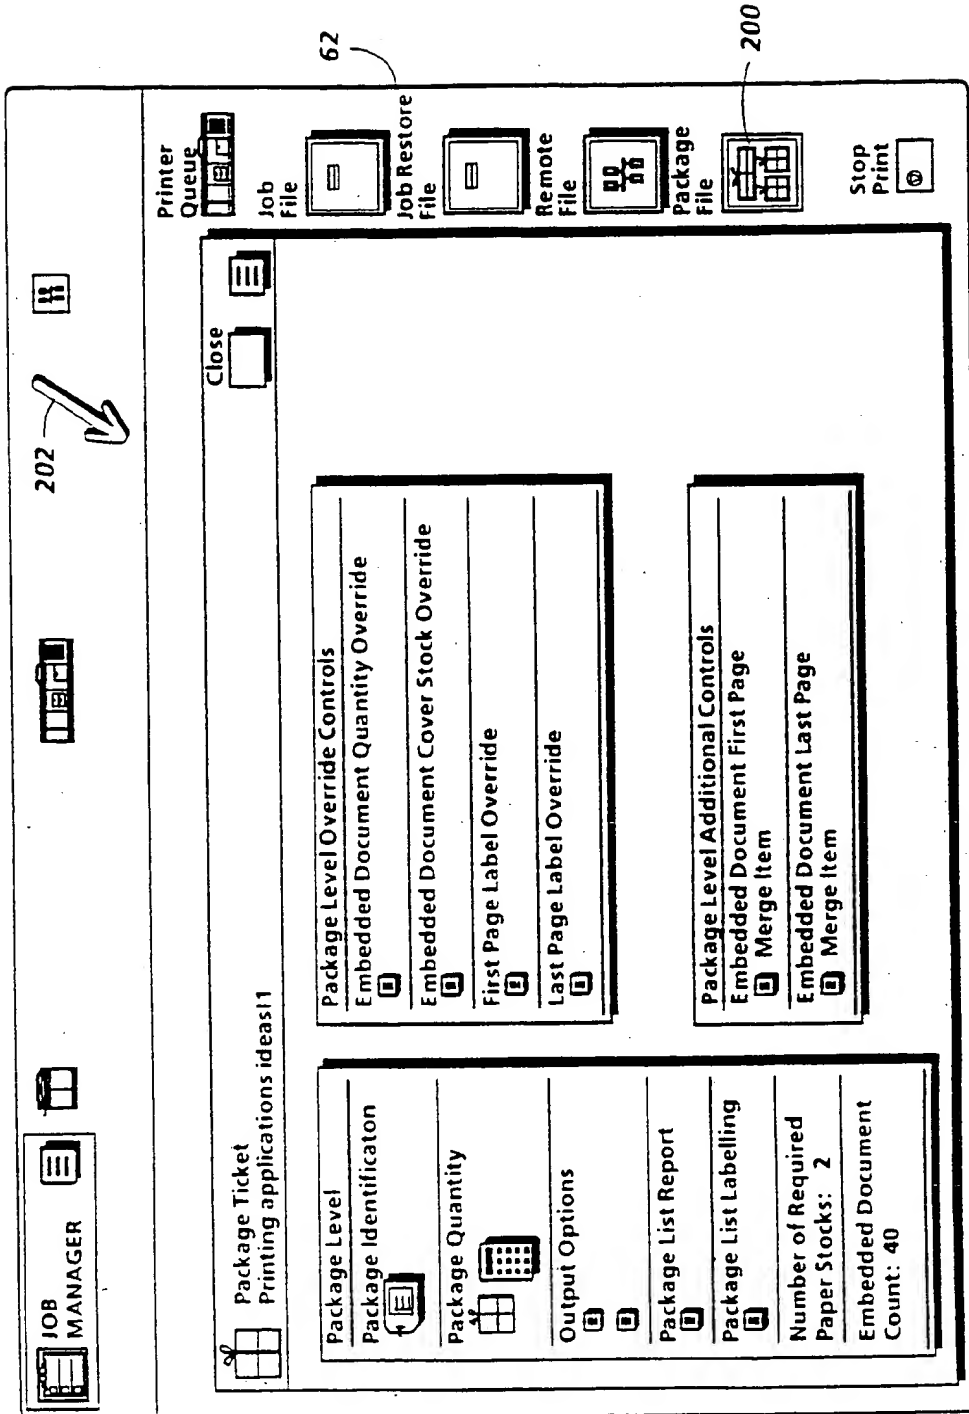 JOB
MANAGER
202
62
200
Package Ticket
Printing applications ideas!1
Close
Package Level
Package Identificaton
Package Quantity
Output Options
Package List Report
Package List Labelling
Number of Required
Paper Stocks: 2
Embedded Document
Count: 40
Package Level Override Controls
Embedded Document Quantity Override
Embedded Document Cover Stock Override
First Page Label Override
Last Page Label Override
Package Level Additional Controls
Embedded Document First Page
Merge Item
Embedded Document Last Page
Merge Item
Printer
Queue
Job
File
Job Restore
File
Remote
File
Package
File
Stop
Print